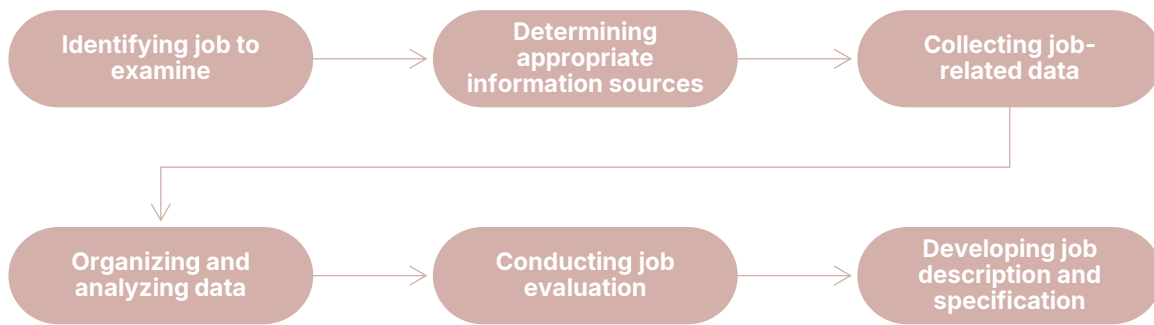 Identifying job to
examine
Determining
appropriate
information sources
Collecting job-
related data
Organizing and
analyzing data
Conducting job
evaluation
Developing job
description and
specification